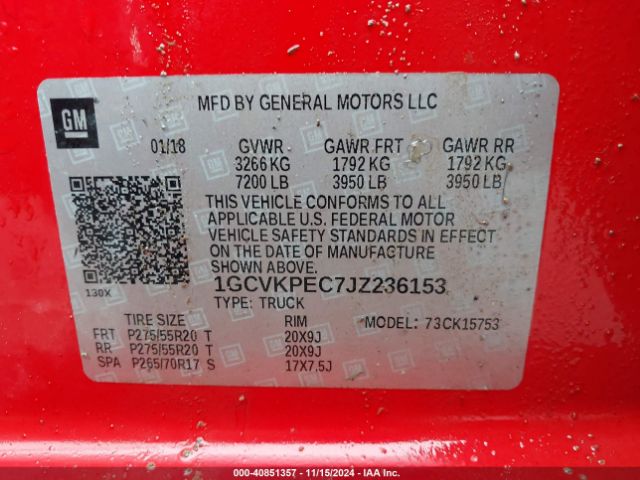 GM
MFD BY GENERAL MOTORS LLC
01/18 GVWR GAWR FRT GAWR RR
3266 KG 1792 KG 1792 KG
7200 LB 3950 LB 3950 LB
THIS VEHICLE CONFORMS TO ALL
APPLICABLE U.S. FEDERAL MOTOR
VEHICLE SAFETY STANDARDS IN EFFECT
ON THE DATE OF MANUFACTURE
SHOWN ABOVE.
130X
1GCVKPEC7JZ236153
TYPE: TRUCK
TIRE SIZE RIM MODEL: 73CK15753
FRT P275/55R20 T 20X9J
RR P275/55R20 T 20X9J
SPA P265/70R17 S 17X7.5J
000-40851357 - 11/15/2024 - IAA Inc.